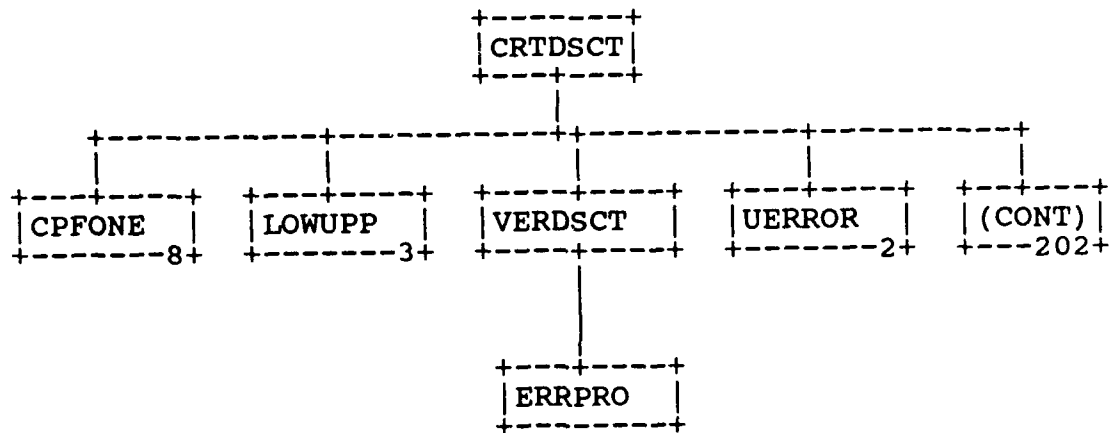 CRTDSCT
CPFONE LOWUPP VERDSCT UERROR (CONT)
8 3 2 202
ERRPRO